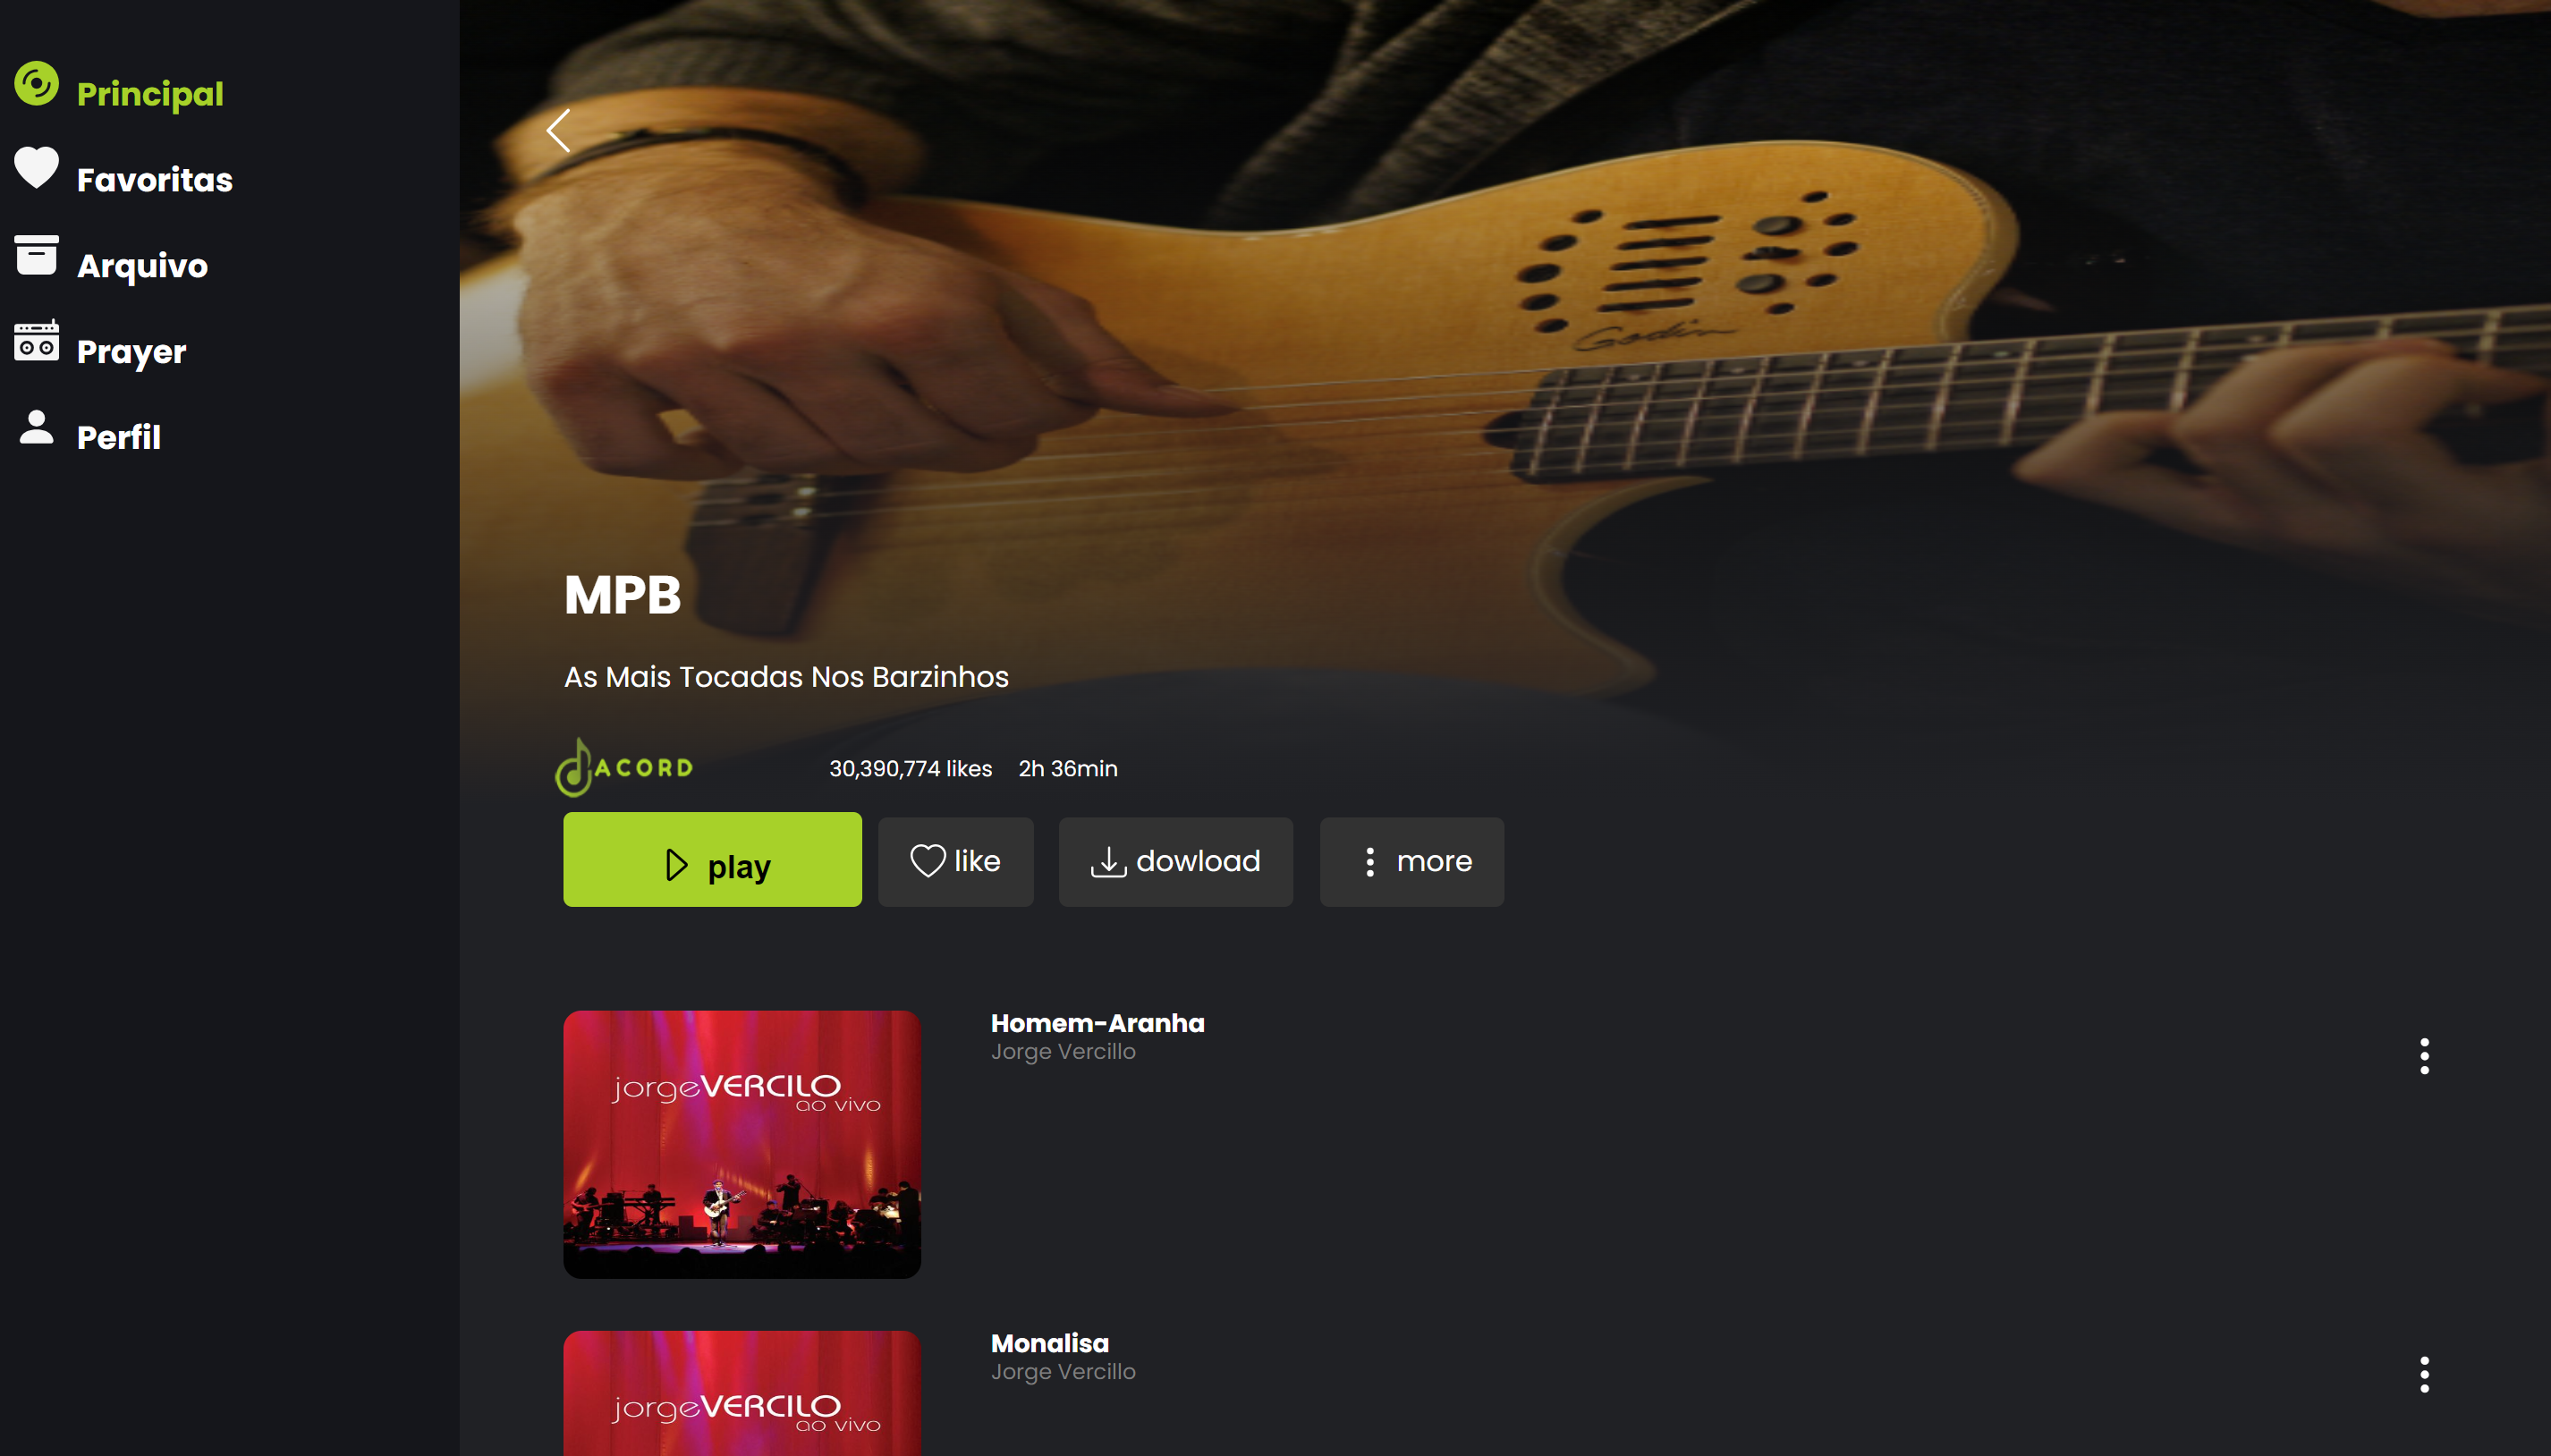 Principal
Favoritas
Arquivo
Prayer
Perfil
Godin
MPB
As Mais Tocadas Nos Barzinhos
ACORD
30,390,774 likes 2h 36min
play like dowload more
jorgeVERCILO
ao vivo
Homem-Aranha
Jorge Vercillo
jorgeVERCILO
ao vivo
Monalisa
Jorge Vercillo